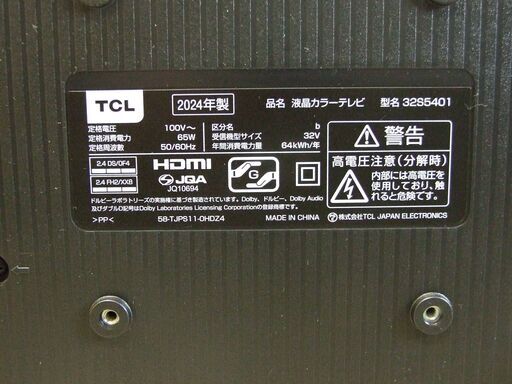 TCL 2024年製 品名 液晶カラーテレビ 型名 32S5401
定格電圧 100V～ 区分名 b
定格消費電力 65W 受信機型サイズ 32V
定格周波数 50/60Hz 年間消費電力量 64kWh/年
2.4 DS/OF4
2.4 FH2/XX8
HDMI
JQA
JQ10694
G
警告
高電圧注意(分解時)
内部には高電圧を
使用しており、触
れると危険です。
ドルビーラボラトリーズの実施権に基づき製造されています。Dolby、ドルビー、Dolby Audio
及びダブルD記号はDolby Laboratories Licensing Corporationの登録商標です。
>PP< 58-TJPS11-0HDZ4 MADE IN CHINA
株式会社TCL JAPAN ELECTRONICS